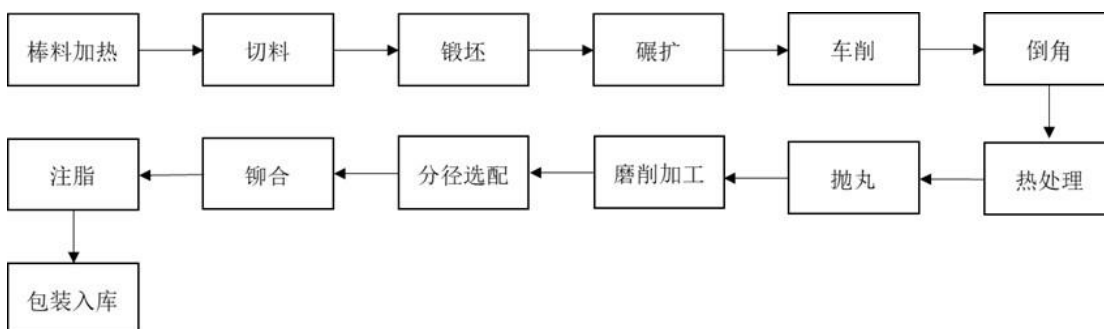 棒料加热
切料
锻坯
碾扩
车削
倒角
热处理
抛丸
磨削加工
分径选配
铆合
注脂
包装入库